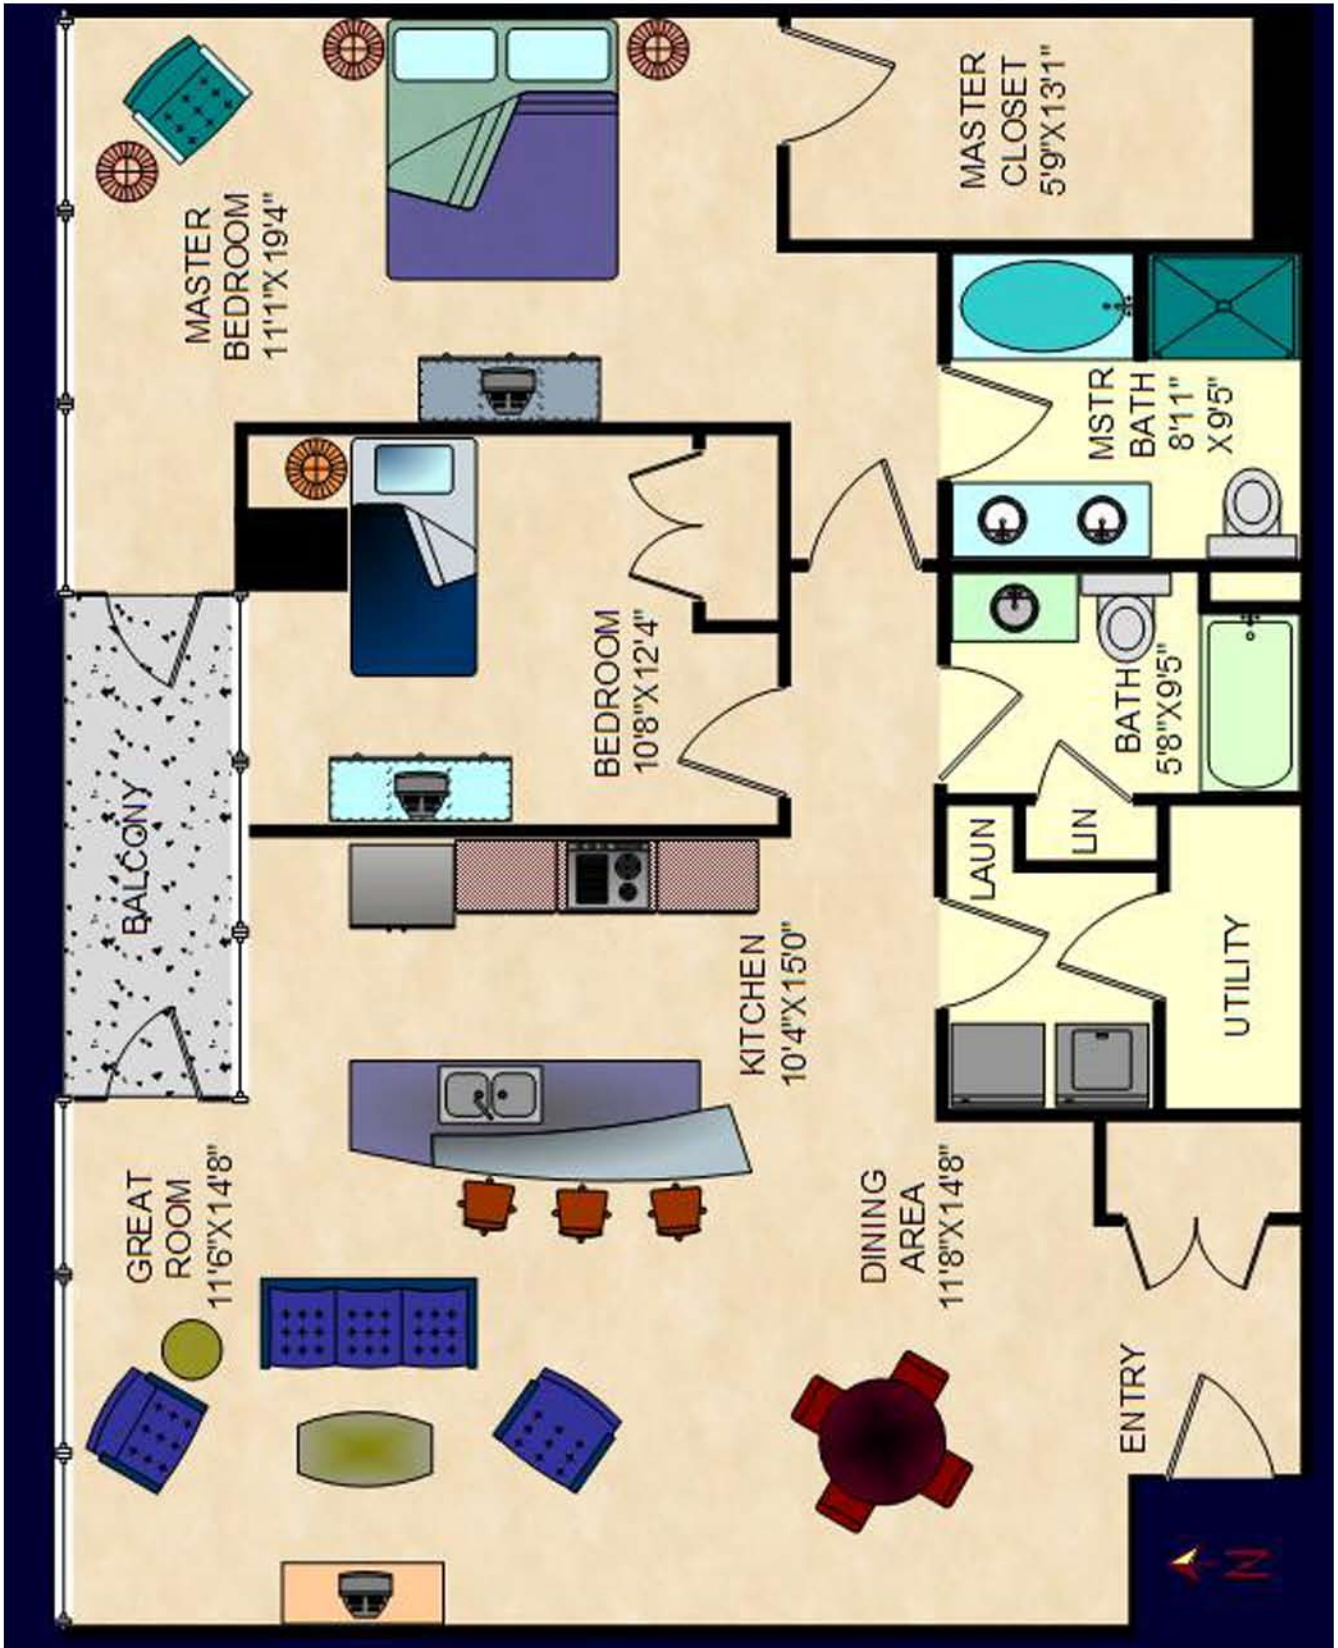 MASTER
BEDROOM
11'1"X19'4"
MASTER
CLOSET
5'9"X13'1"
MSTR
BATH
8'11"
X9'5"
BEDROOM
10'8"X12'4"
BATH
5'8"X9'5"
BALCONY
LAUN
LIN
UTILITY
KITCHEN
10'4"X15'0"
GREAT
ROOM
11'6"X14'8"
DINING
AREA
11'8"X14'8"
ENTRY
N